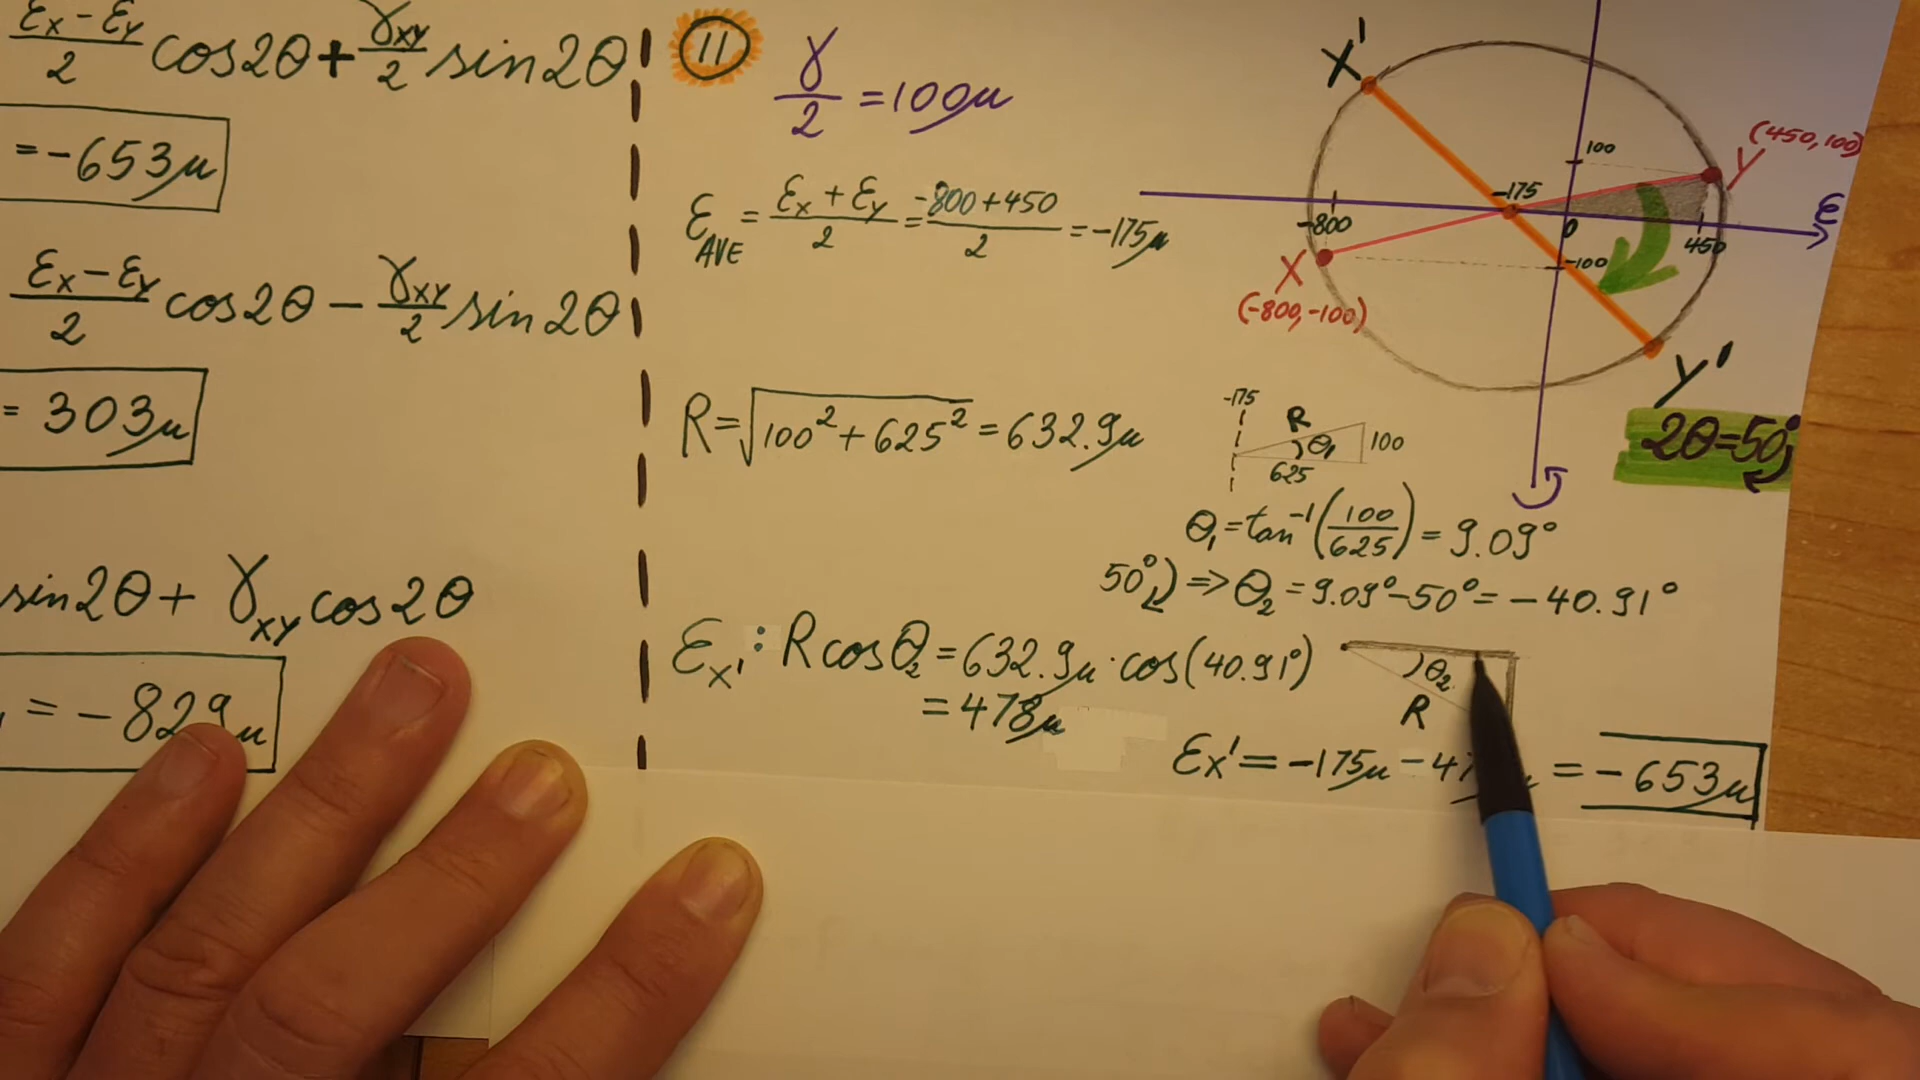 εx-εy/2 cos2θ+γxy/2 sin2θ
=-653μ
εx-εy/2 cos2θ-γxy/2 sin2θ
= 303μ
sin2θ+ γxy cos2θ
= -829μ
11
γ/2 =100μ
εAVE = εx+εy/2 = -800+450/2 = -175μ
R=√100²+625² = 632.9μ
X'
(450,100)
Y
100
-175
ε
-800
0
450
-100
X
(-800,-100)
Y'
2θ=50°
-175
R
θ1
100
625
θ1=tan⁻¹(100/625)=9.09°
50° => θ2=9.09°-50°= -40.91°
εx': Rcosθ2=632.9μ·cos(40.91°)
=478μ
θ2
R
εx'= -175μ -47 = -653μ